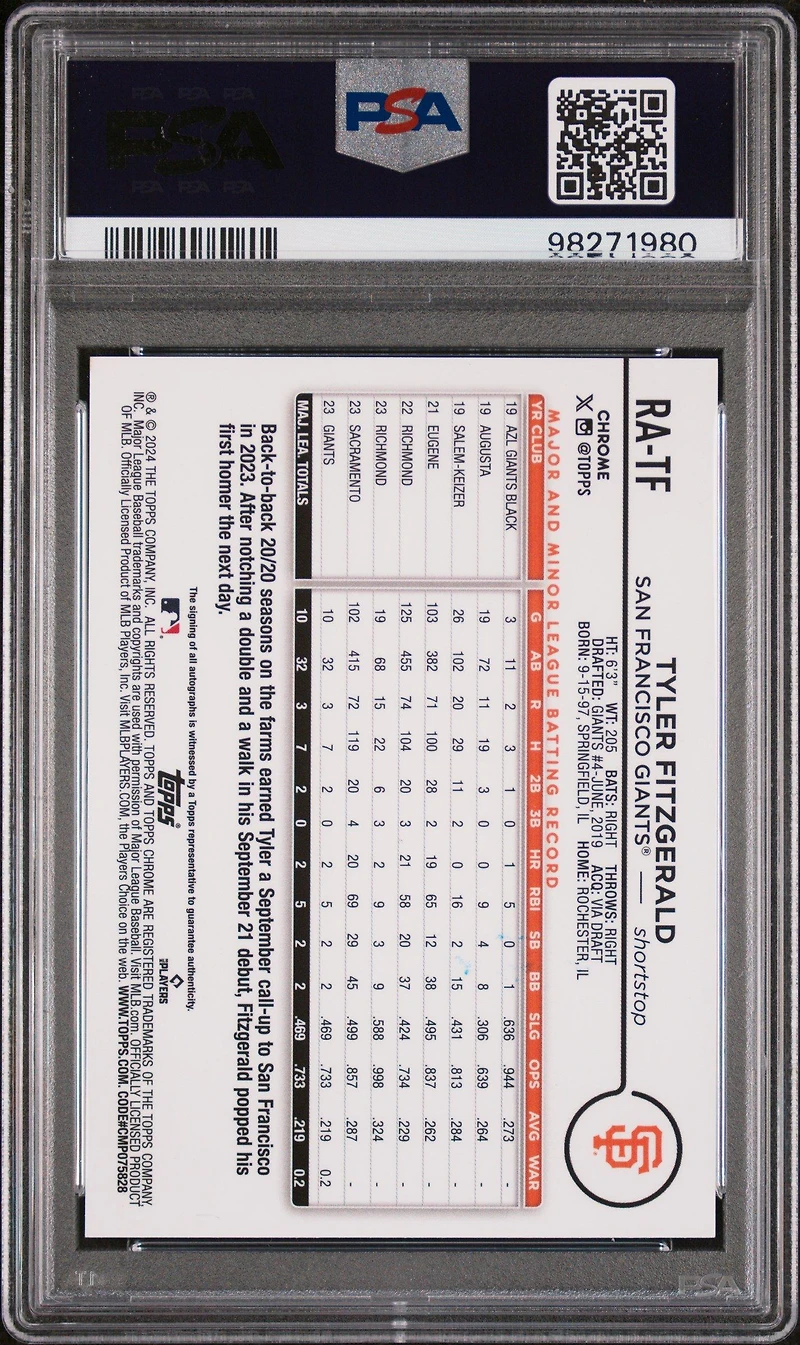 PSA PSA PSA
PSA
PSA PSA PSA
PSA
98271980
RA-TF
TYLER FITZGERALD
SAN FRANCISCO GIANTS® — shortstop
HT: 6'3" WT: 205 BATS: RIGHT THROWS: RIGHT
DRAFTED: GIANTS #4-JUNE, 2019 ACQ: VIA DRAFT
BORN: 9-15-97, SPRINGFIELD, IL HOME: ROCHESTER, IL
SF
CHROME
X @TOPPS
MAJOR AND MINOR LEAGUE BATTING RECORD
YR CLUB G AB R H 2B 3B HR RBI SB BB SLG OPS AVG WAR
19 AZL GIANTS BLACK 3 11 2 3 1 0 1 5 0 1 .636 .944 .273 -
19 AUGUSTA 19 72 11 19 3 0 0 9 4 8 .306 .639 .264 -
19 SALEM-KEIZER 26 102 20 29 11 2 0 16 2 15 .431 .813 .284 -
21 EUGENE 103 382 71 100 28 2 19 65 12 38 .495 .837 .262 -
22 RICHMOND 125 455 74 104 20 3 21 58 20 37 .424 .734 .229 -
23 RICHMOND 19 68 15 22 6 3 2 9 3 9 .588 .998 .324 -
23 SACRAMENTO 102 415 72 119 20 4 20 69 29 45 .499 .857 .287 -
23 GIANTS 10 32 3 7 2 0 2 5 2 2 .469 .733 .219 0.2
MAJ. LEA. TOTALS 10 32 3 7 2 0 2 5 2 2 .469 .733 .219 0.2
Back-to-back 20/20 seasons on the farms earned Tyler a September call-up to San Francisco
in 2023. After notching a double and a walk in his September 21 debut, Fitzgerald popped his
first homer the next day.
The signing of all autographs is witnessed by a Topps representative to guarantee authenticity.
topps®
PLAYERS
® & © 2024 THE TOPPS COMPANY, INC. ALL RIGHTS RESERVED. TOPPS AND TOPPS CHROME ARE REGISTERED TRADEMARKS OF THE TOPPS COMPANY,
INC. Major League Baseball trademarks and copyrights are used with permission of Major League Baseball. Visit MLB.com. OFFICIALLY LICENSED PRODUCT
OF MLB. Officially Licensed Product of MLB Players, Inc. Visit MLBPLAYERS.COM, the Players Choice on the web. WWW.TOPPS.COM. CODE#CMP075828
PSA